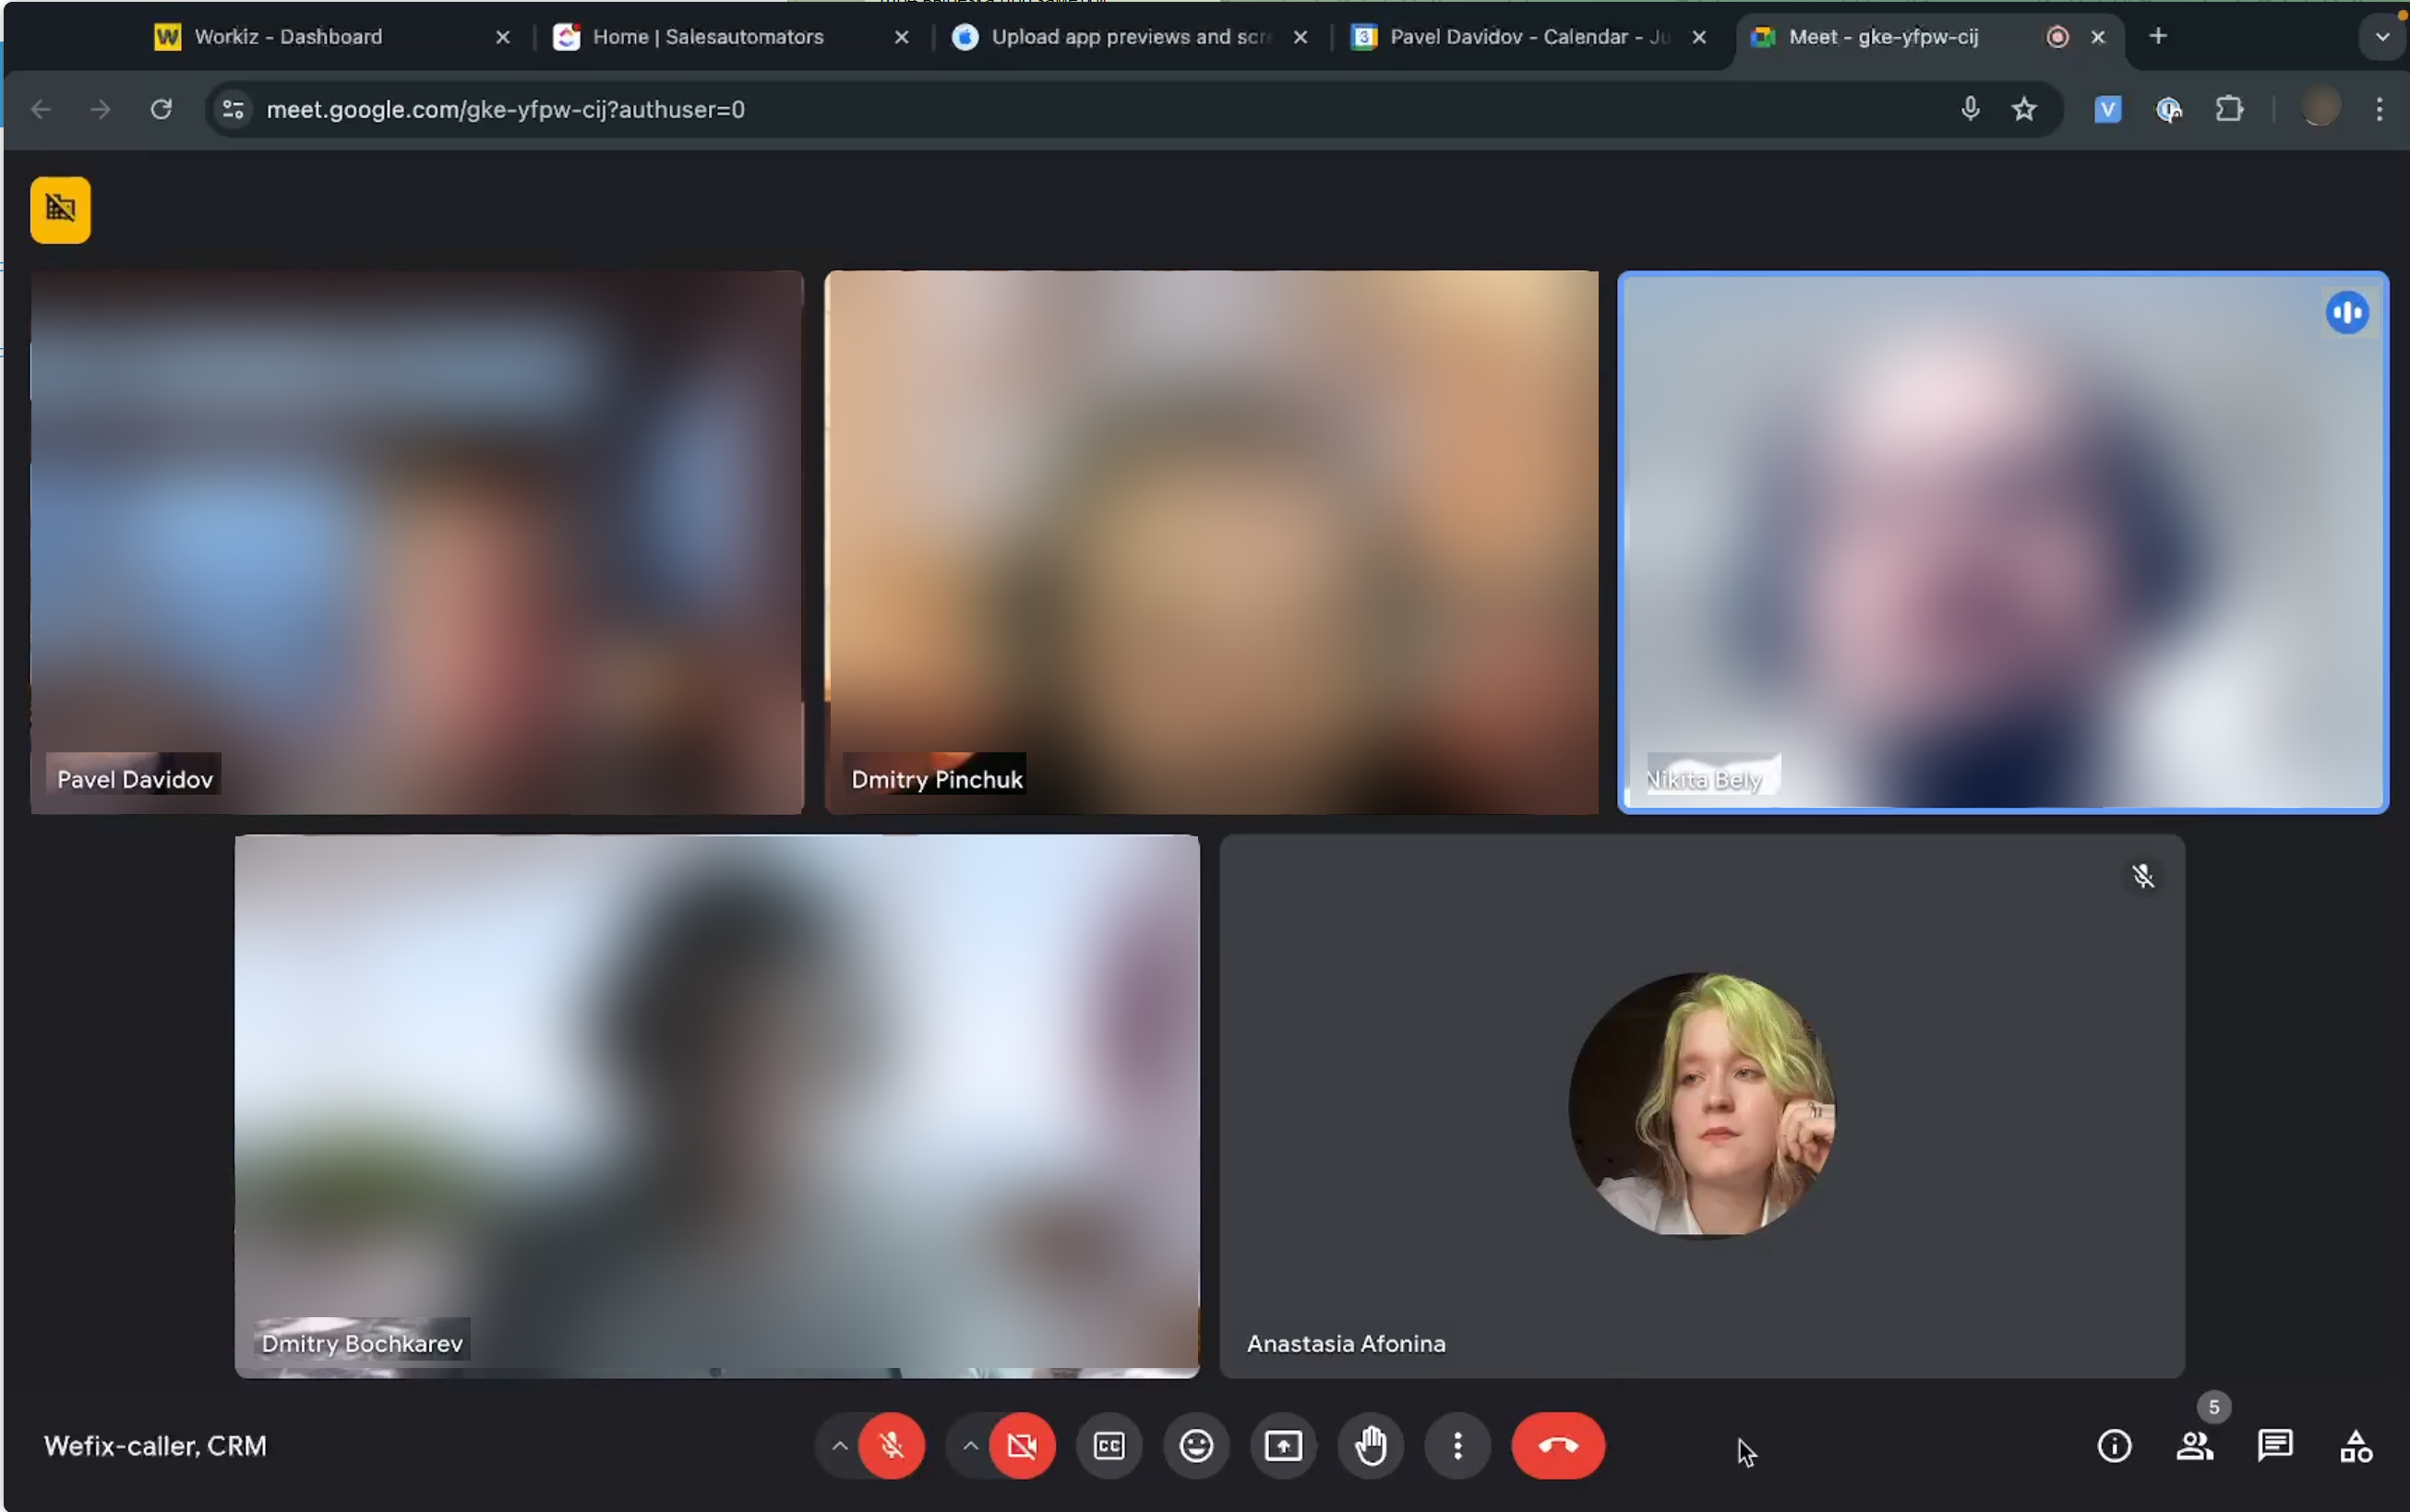 Workiz - Dashboard
Home | Salesautomators
Upload app previews and scr
Pavel Davidov - Calendar - Ju
Meet - gke-yfpw-cij
meet.google.com/gke-yfpw-cij?authuser=0
Pavel Davidov
Dmitry Pinchuk
Nikita Bely
Dmitry Bochkarev
Anastasia Afonina
5
Wefix-caller, CRM